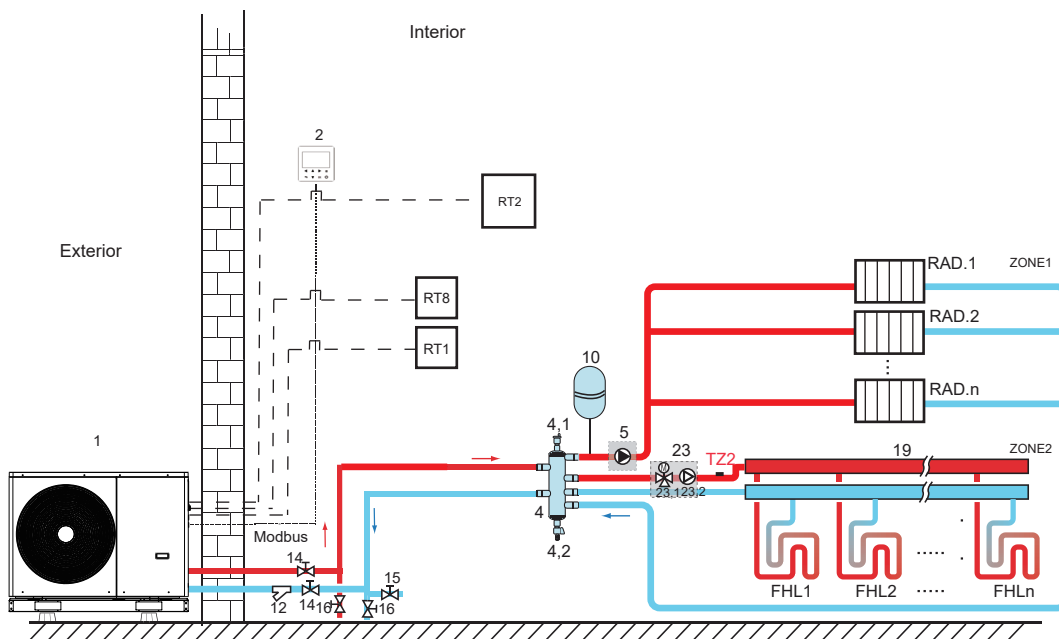 Interior
2
RT2
Exterior
RAD.1
ZONE1
RT8
RAD.2
RT1
10
RAD.n
4,1
5
1
23
TZ2
19
ZONE2
23,1
23,2
4
Modbus
4,2
14
15
12
14
16
16
FHL1
FHL2
.....
FHLn